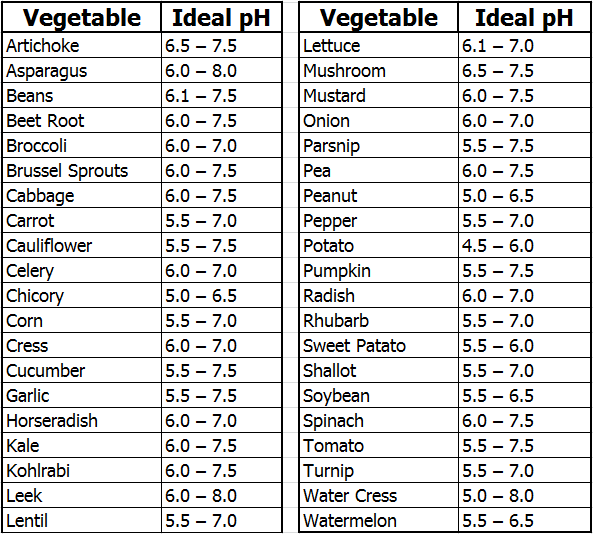 Vegetable Ideal pH Vegetable Ideal pH
Artichoke 6.5 – 7.5 Lettuce 6.1 – 7.0
Asparagus 6.0 – 8.0 Mushroom 6.5 – 7.5
Beans 6.1 – 7.5 Mustard 6.0 – 7.5
Beet Root 6.0 – 7.5 Onion 6.0 – 7.0
Broccoli 6.0 – 7.0 Parsnip 5.5 – 7.5
Brussel Sprouts 6.0 – 7.5 Pea 6.0 – 7.5
Cabbage 6.0 – 7.5 Peanut 5.0 – 6.5
Carrot 5.5 – 7.0 Pepper 5.5 – 7.0
Cauliflower 5.5 – 7.5 Potato 4.5 – 6.0
Celery 6.0 – 7.0 Pumpkin 5.5 – 7.5
Chicory 5.0 – 6.5 Radish 6.0 – 7.0
Corn 5.5 – 7.0 Rhubarb 5.5 – 7.0
Cress 6.0 – 7.0 Sweet Patato 5.5 – 6.0
Cucumber 5.5 – 7.5 Shallot 5.5 – 7.0
Garlic 5.5 – 7.5 Soybean 5.5 – 6.5
Horseradish 6.0 – 7.0 Spinach 6.0 – 7.5
Kale 6.0 – 7.5 Tomato 5.5 – 7.5
Kohlrabi 6.0 – 7.5 Turnip 5.5 – 7.0
Leek 6.0 – 8.0 Water Cress 5.0 – 8.0
Lentil 5.5 – 7.0 Watermelon 5.5 – 6.5